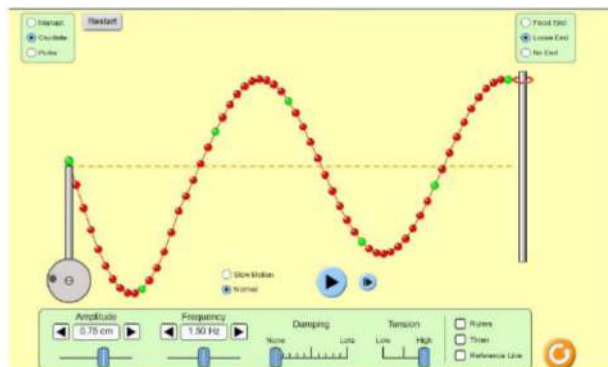 Manual
Oscillate
Pulse
Restart
Fixed End
Loose End
No End
Slow Motion
Normal
Amplitude
0.75 cm
Frequency
1.50 Hz
Damping
None
Lots
Tension
Low
High
Rulers
Timer
Reference Line